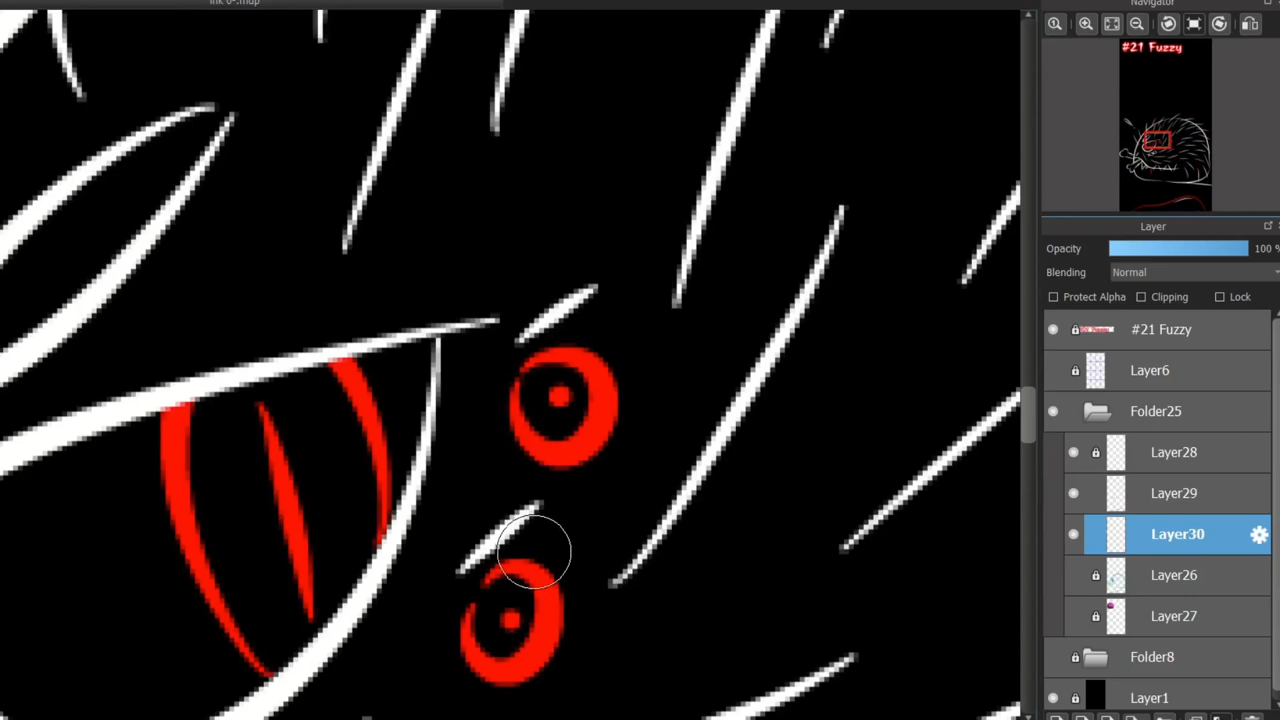 ink 6-.mdp
Navigator
#21 Fuzzy
Layer
Opacity 100 %
Blending Normal
Protect Alpha Clipping Lock
#21 Fuzzy
Layer6
Folder25
Layer28
Layer29
Layer30
Layer26
Layer27
Folder8
Layer1